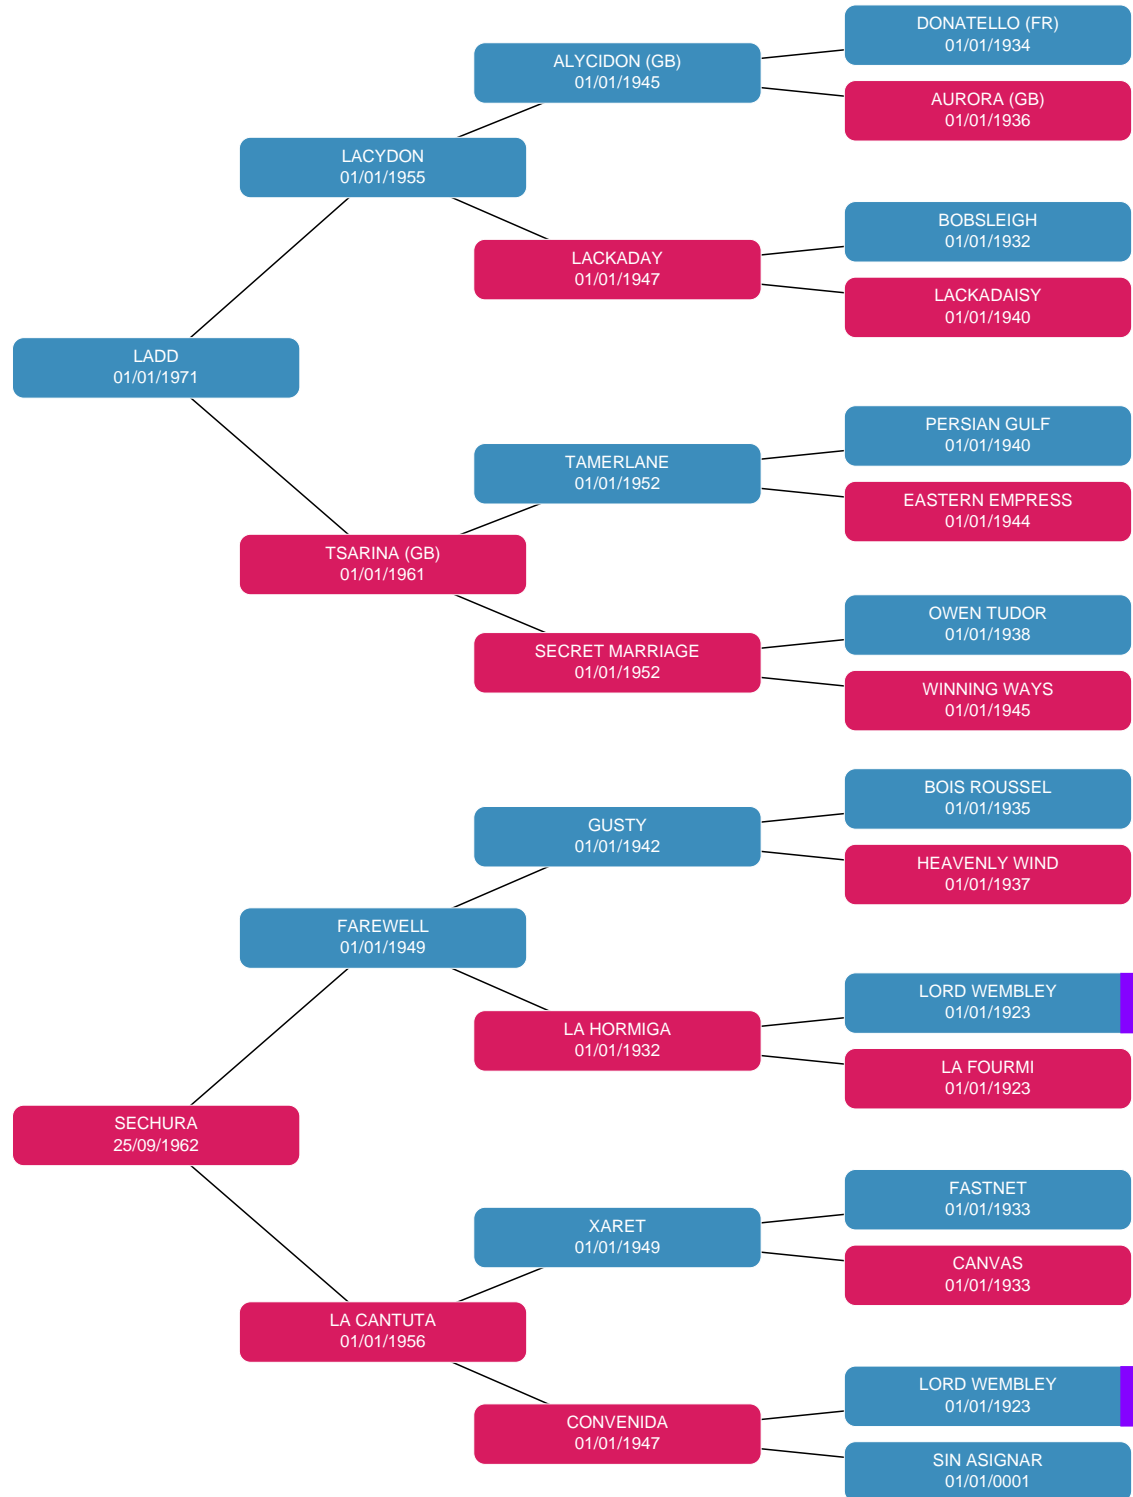 DONATELLO (FR)
01/01/1934
ALYCIDON (GB)
01/01/1945
AURORA (GB)
01/01/1936
LACYDON
01/01/1955
BOBSLEIGH
01/01/1932
LACKADAY
01/01/1947
LACKADAISY
01/01/1940
LADD
01/01/1971
PERSIAN GULF
01/01/1940
TAMERLANE
01/01/1952
EASTERN EMPRESS
01/01/1944
TSARINA (GB)
01/01/1961
OWEN TUDOR
01/01/1938
SECRET MARRIAGE
01/01/1952
WINNING WAYS
01/01/1945
BOIS ROUSSEL
01/01/1935
GUSTY
01/01/1942
HEAVENLY WIND
01/01/1937
FAREWELL
01/01/1949
LORD WEMBLEY
01/01/1923
LA HORMIGA
01/01/1932
LA FOURMI
01/01/1923
SECHURA
25/09/1962
FASTNET
01/01/1933
XARET
01/01/1949
CANVAS
01/01/1933
LA CANTUTA
01/01/1956
LORD WEMBLEY
01/01/1923
CONVENIDA
01/01/1947
SIN ASIGNAR
01/01/0001